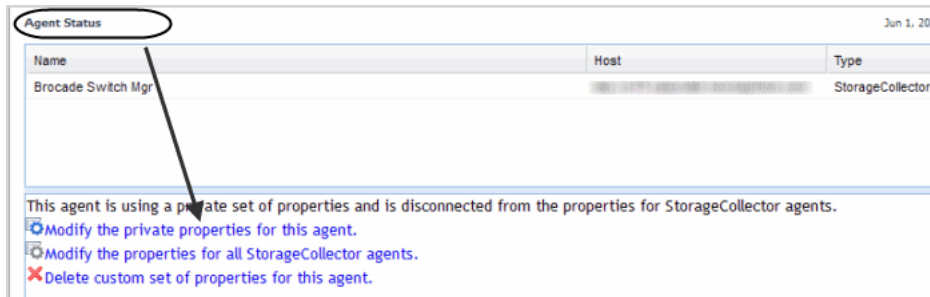 Agent Status Jun 1, 20
Name Host Type
Brocade Switch Mgr StorageCollector
This agent is using a private set of properties and is disconnected from the properties for StorageCollector agents.
Modify the private properties for this agent.
Modify the properties for all StorageCollector agents.
Delete custom set of properties for this agent.